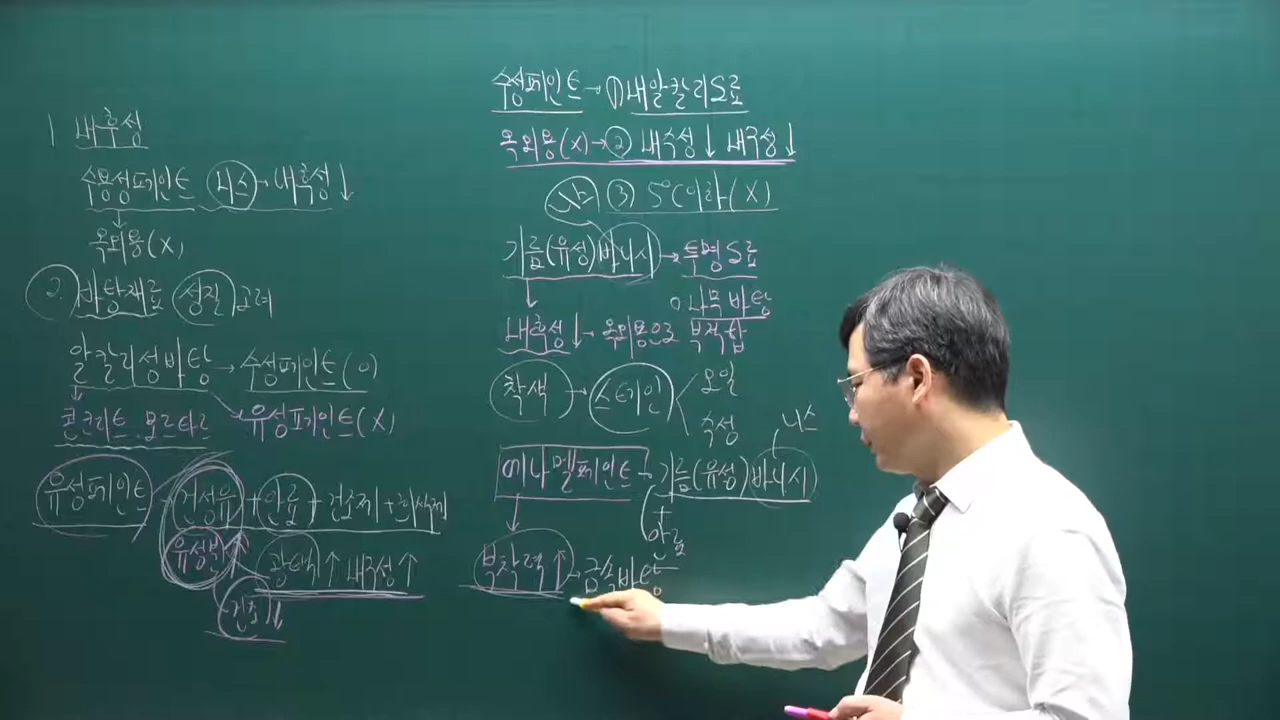 1 내후성
수용성페인트 니스→내후성↓
↓
옥외용(X)
2. 바탕재료 성질 고려
알칼리성바탕→수성페인트(O)
콘크리트 모르타르 →유성페인트(X)
유성페인트 - 건성유+안료+건조제+희석제
유성분↑ 광택↑ 내구성↑
건조↓
수성페인트→① 내알칼리으로
옥외용(X)→② 내수성↓ 내구성↓
③ 5℃이하(X)
기름(유성)바니시→투명으로
↓ 나무바탕
내후성↓→옥외용으로 부적합
착색→스테인 오일
수성
니스
에나멜페인트-기름(유성)바니시
↓ +
안료
부착력↑→금속바탕